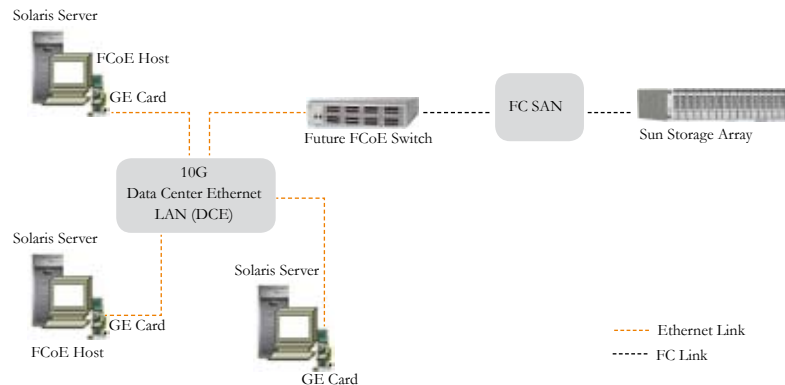 Solaris Server
FCoE Host
GE Card
Future FCoE Switch
FC SAN
Sun Storage Array
10G
Data Center Ethernet
LAN (DCE)
Solaris Server
GE Card
FCoE Host
Solaris Server
GE Card
Ethernet Link
FC Link